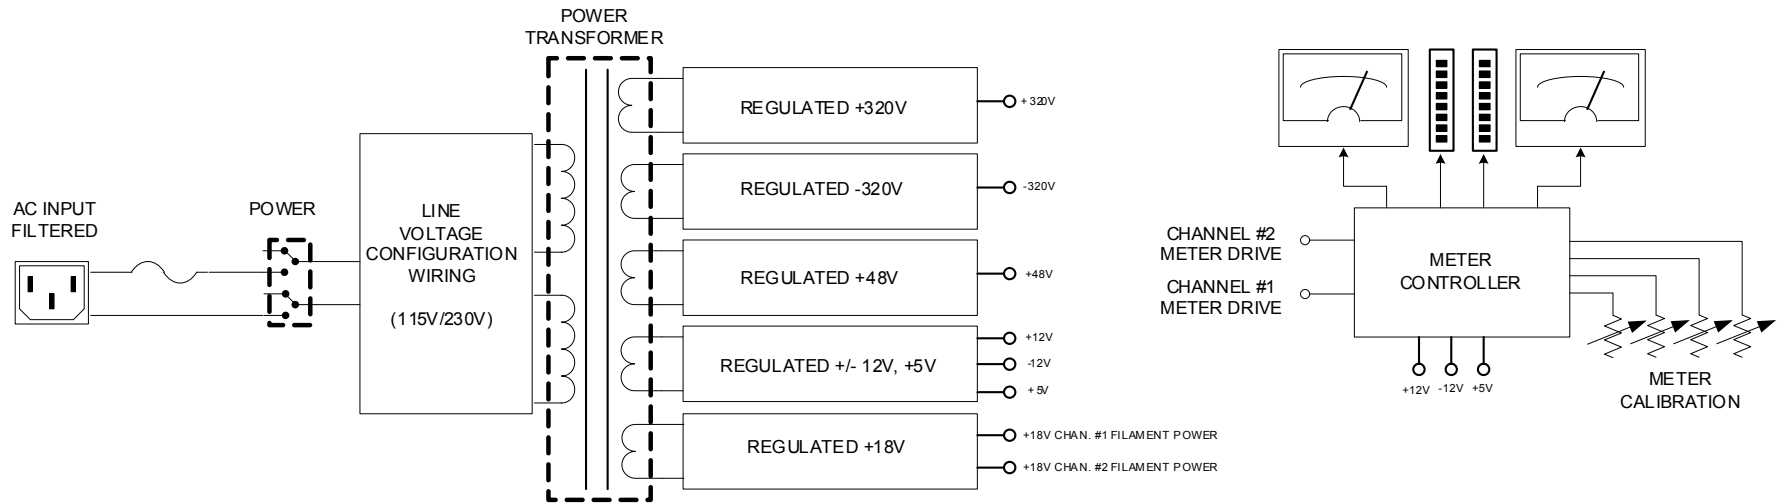 POWER
TRANSFORMER
REGULATED +320V
+320V
REGULATED -320V
-320V
AC INPUT
FILTERED
POWER
LINE
VOLTAGE
CONFIGURATION
WIRING
(115V/230V)
REGULATED +48V
+48V
REGULATED +/- 12V, +5V
+12V
-12V
+5V
REGULATED +18V
+18V CHAN. #1 FILAMENT POWER
+18V CHAN. #2 FILAMENT POWER
CHANNEL #2
METER DRIVE
CHANNEL #1
METER DRIVE
METER
CONTROLLER
+12V
-12V
+5V
METER
CALIBRATION